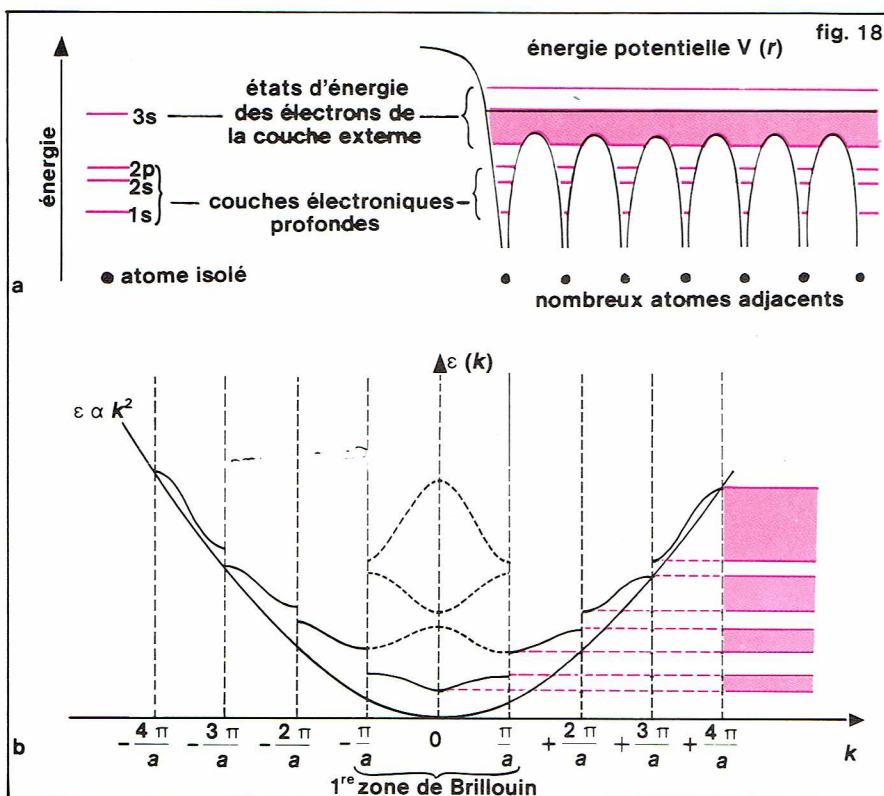 fig. 18
énergie potentielle V (r)
états d'énergie
des électrons de
la couche externe
énergie
3s
2p
2s
1s
couches électroniques
profondes
atome isolé
nombreux atomes adjacents
a
ε (k)
ε α k²
b
- 4 π / a
- 3 π / a
- 2 π / a
- π / a
0
π / a
+ 2 π / a
+ 3 π / a
+ 4 π / a
k
1re zone de Brillouin